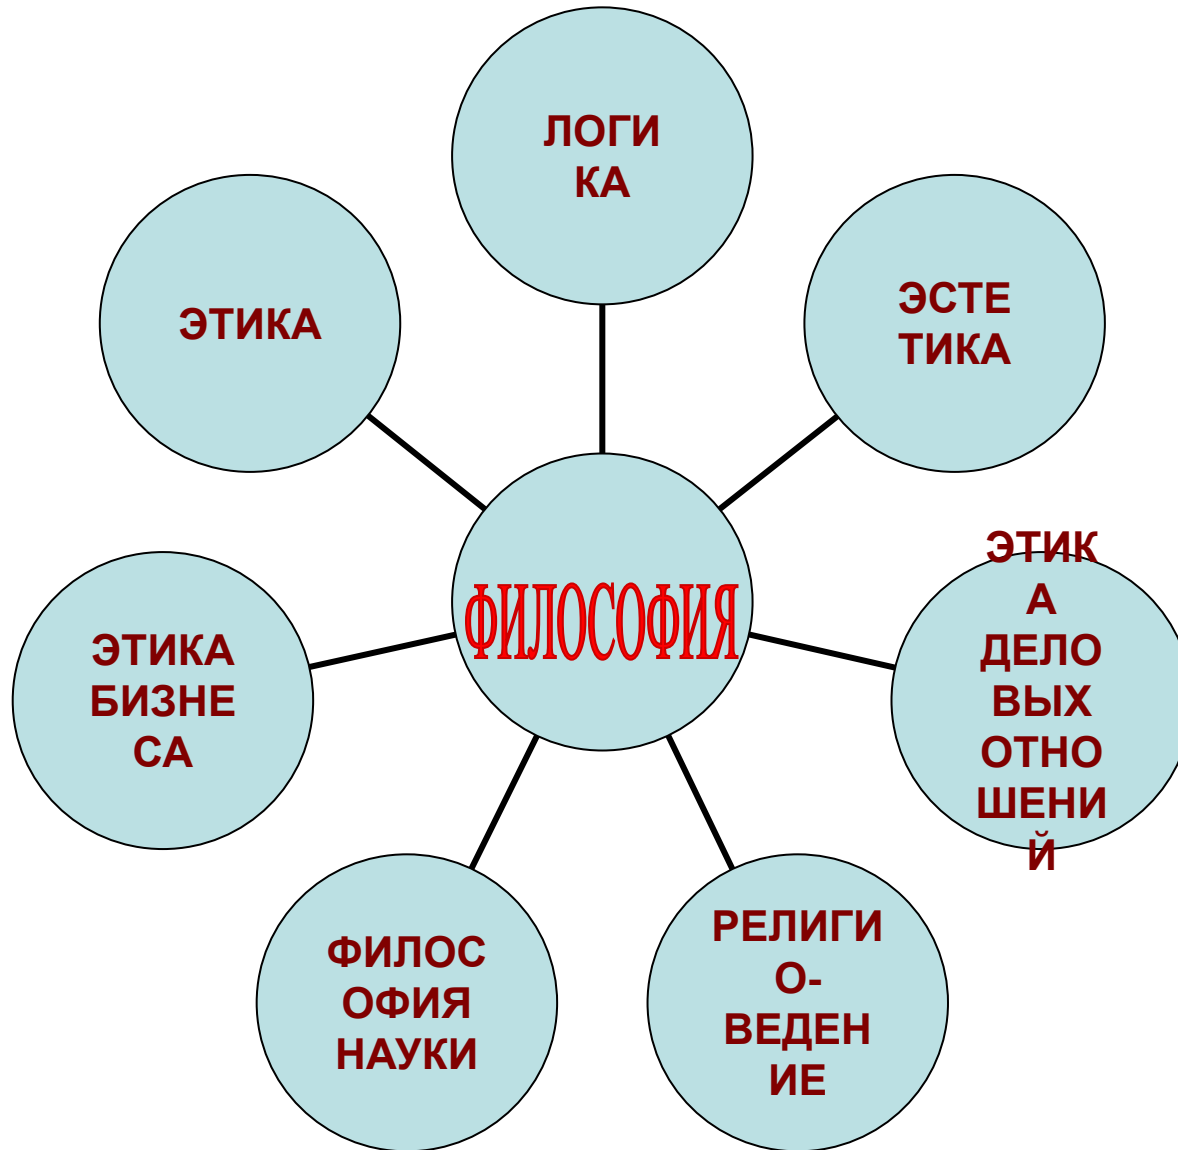 ЛОГИ
КА
ЭТИКА
ЭСТЕ
ТИКА
ФИЛОСОФИЯ
ЭТИК
А
ДЕЛО
ВЫХ
ОТНО
ШЕНИ
Й
ЭТИКА
БИЗНЕ
СА
ФИЛОС
ОФИЯ
НАУКИ
РЕЛИГИ
О-
ВЕДЕН
ИЕ